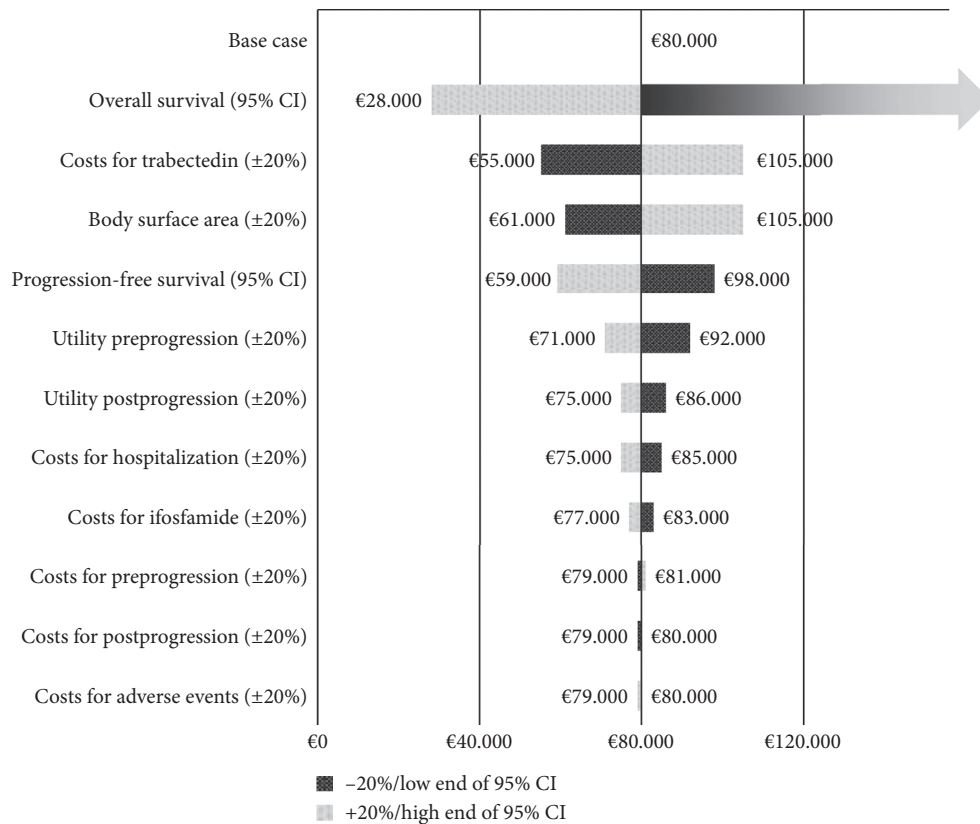 Base case €80.000
Overall survival (95% CI) €28.000
Costs for trabectedin (±20%) €55.000 €105.000
Body surface area (±20%) €61.000 €105.000
Progression-free survival (95% CI) €59.000 €98.000
Utility preprogression (±20%) €71.000 €92.000
Utility postprogression (±20%) €75.000 €86.000
Costs for hospitalization (±20%) €75.000 €85.000
Costs for ifosfamide (±20%) €77.000 €83.000
Costs for preprogression (±20%) €79.000 €81.000
Costs for postprogression (±20%) €79.000 €80.000
Costs for adverse events (±20%) €79.000 €80.000
€0 €40.000 €80.000 €120.000
–20%/low end of 95% CI
+20%/high end of 95% CI